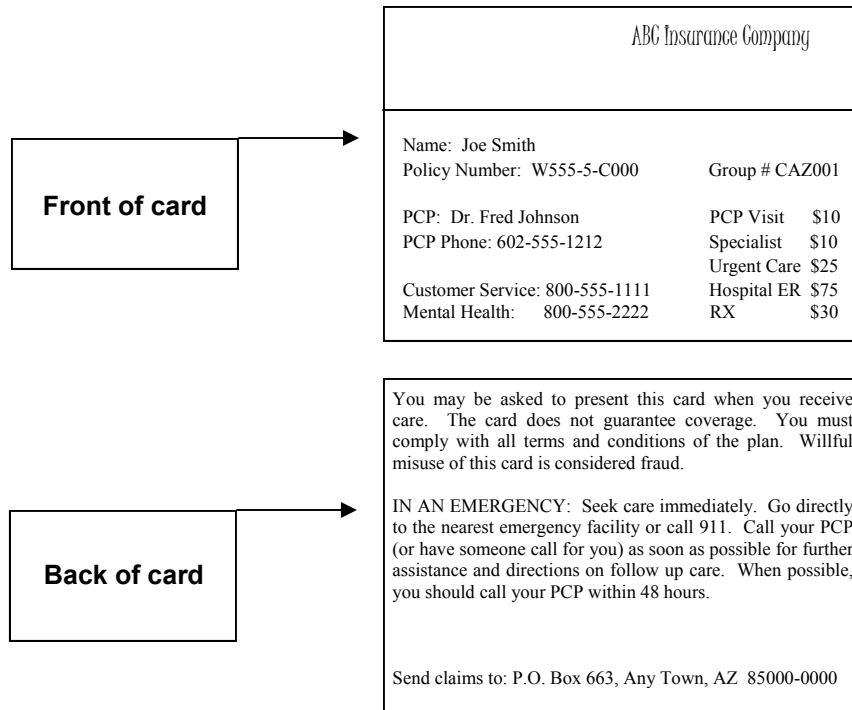 ABC Insurance Company
Front of card
Name: Joe Smith
Policy Number: W555-5-C000 Group # CAZ001
PCP: Dr. Fred Johnson PCP Visit $10
PCP Phone: 602-555-1212 Specialist $10
Urgent Care $25
Customer Service: 800-555-1111 Hospital ER $75
Mental Health: 800-555-2222 RX $30
Back of card
You may be asked to present this card when you receive
care. The card does not guarantee coverage. You must
comply with all terms and conditions of the plan. Willful
misuse of this card is considered fraud.
IN AN EMERGENCY: Seek care immediately. Go directly
to the nearest emergency facility or call 911. Call your PCP
(or have someone call for you) as soon as possible for further
assistance and directions on follow up care. When possible,
you should call your PCP within 48 hours.
Send claims to: P.O. Box 663, Any Town, AZ 85000-0000